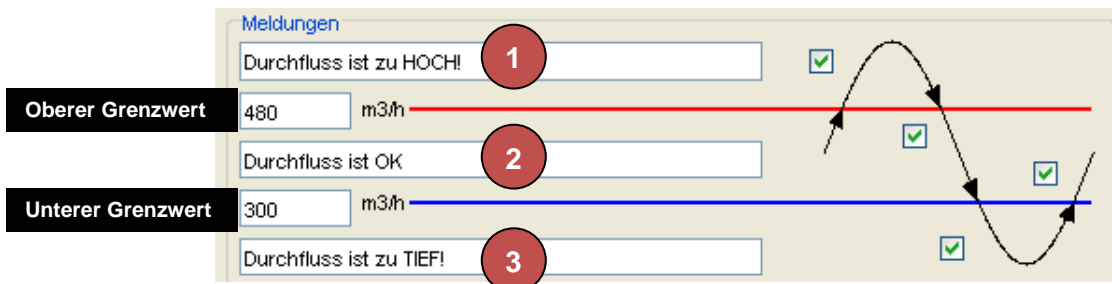 Meldungen
Durchfluss ist zu HOCH! 1
Oberer Grenzwert 480 m3/h
Durchfluss ist OK 2
Unterer Grenzwert 300 m3/h
Durchfluss ist zu TIEF! 3